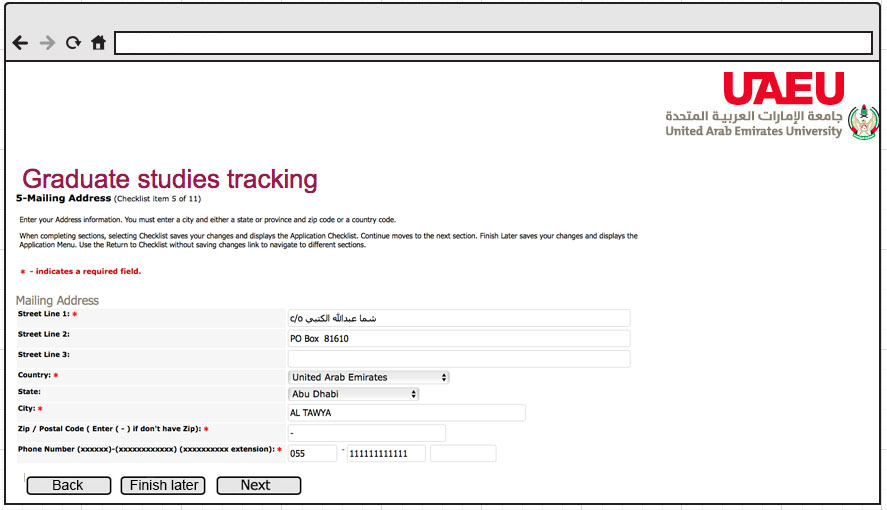 UAEU
جامعة الإمارات العربية المتحدة
United Arab Emirates University
Graduate studies tracking
5-Mailing Address (Checklist item 5 of 11)
Enter your Address information. You must enter a city and either a state or province and zip code or a country code.
When completing sections, selecting Checklist saves your changes and displays the Application Checklist. Continue moves to the next section. Finish Later saves your changes and displays the
Application Menu. Use the Return to Checklist without saving changes link to navigate to different sections.
* - indicates a required field.
Mailing Address
Street Line 1: * c/o شما عبدالله الكتبي
Street Line 2: PO Box 81610
Street Line 3:
Country: * United Arab Emirates
State: Abu Dhabi
City: * AL TAWYA
Zip / Postal Code ( Enter ( - ) if don't have Zip): * -
Phone Number (xxxxxx)-(xxxxxxxxxxxx) (xxxxxxxxxx extension): * 055 - 111111111111
Back Finish later Next